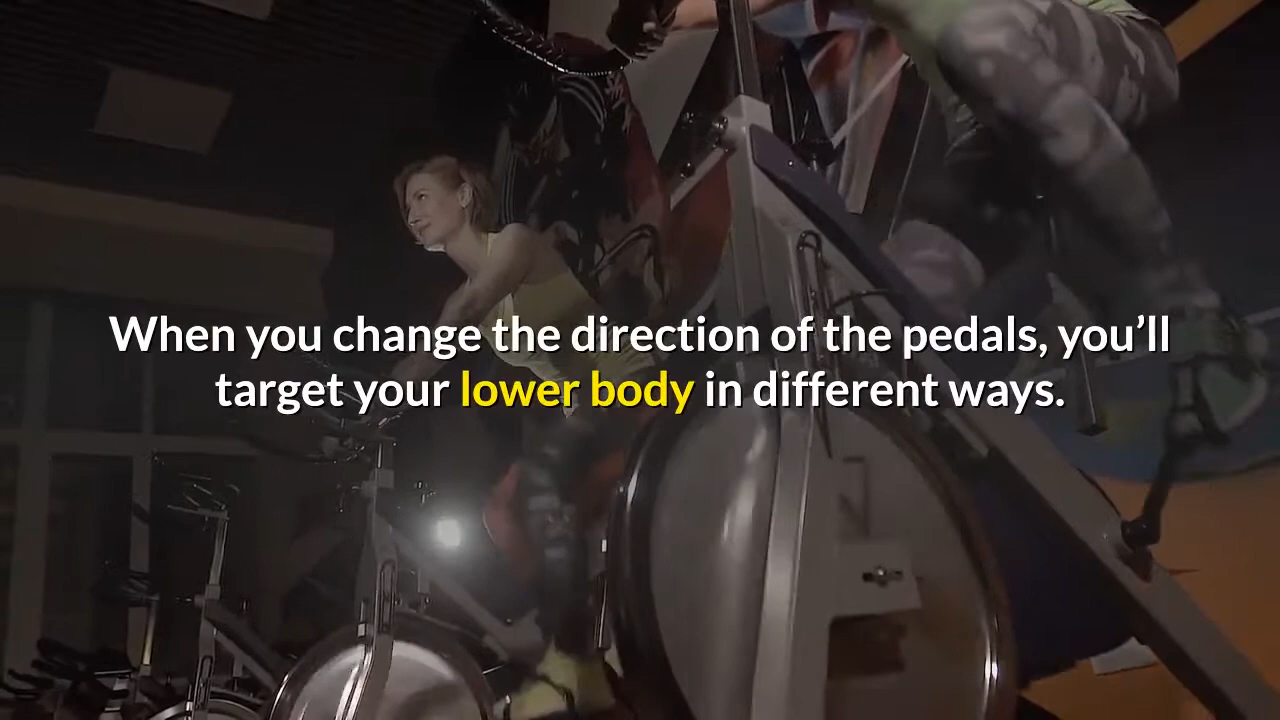 When you change the direction of the pedals, you’ll
target your lower body in different ways.